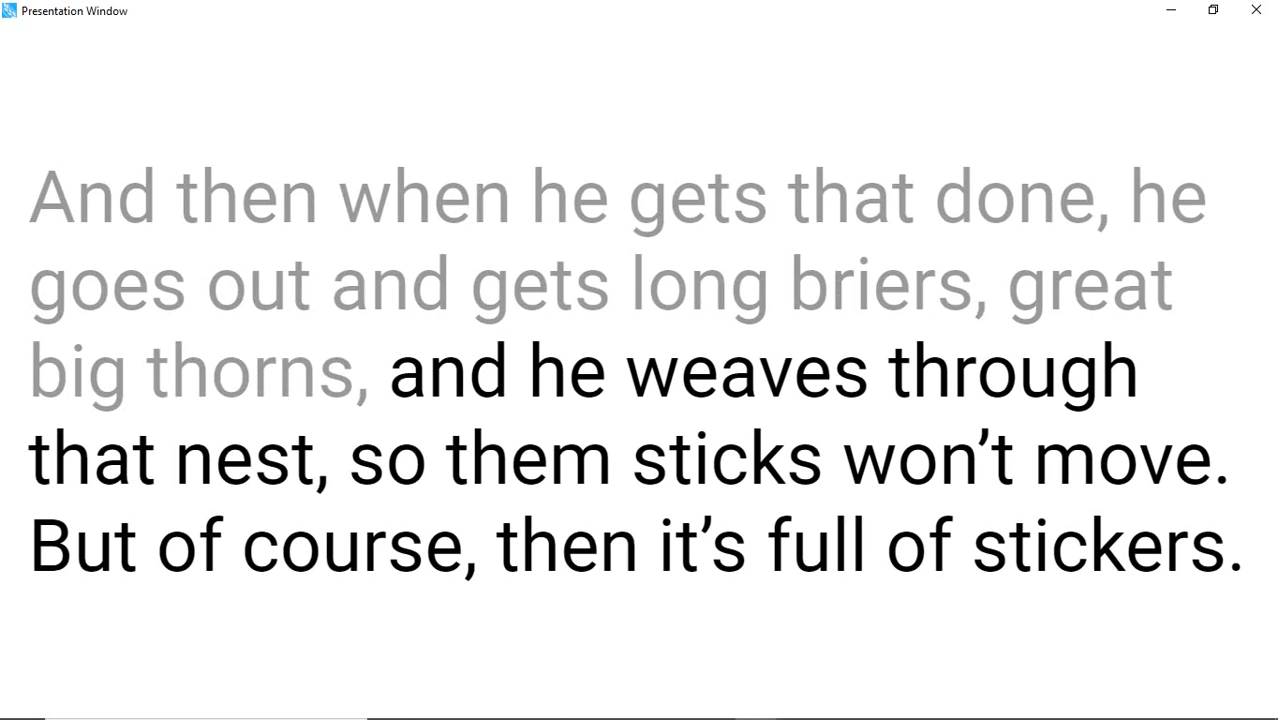 Presentation Window
And then when he gets that done, he
goes out and gets long briers, great
big thorns, and he weaves through
that nest, so them sticks won’t move.
But of course, then it’s full of stickers.